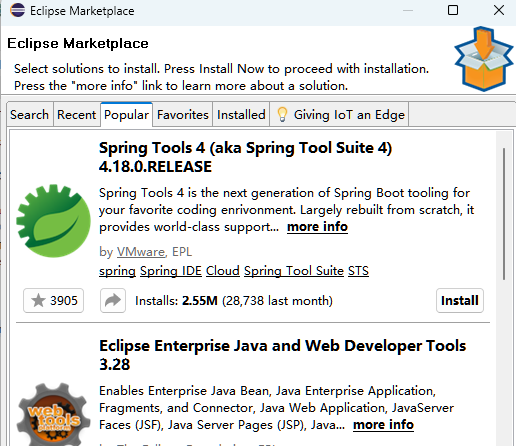 Eclipse Marketplace
Eclipse Marketplace
Select solutions to install. Press Install Now to proceed with installation.
Press the "more info" link to learn more about a solution.
Search Recent Popular Favorites Installed Giving IoT an Edge
Spring Tools 4 (aka Spring Tool Suite 4)
4.18.0.RELEASE
Spring Tools 4 is the next generation of Spring Boot tooling for
your favorite coding enrivonment. Largely rebuilt from scratch, it
provides world-class support... more info
by VMware, EPL
spring Spring IDE Cloud Spring Tool Suite STS
3905 Installs: 2.55M (28,738 last month) Install
Eclipse Enterprise Java and Web Developer Tools
3.28
Enables Enterprise Java Bean, Java Enterprise Application,
Fragments, and Connector, Java Web Application, JavaServer
Faces (JSF), Java Server Pages (JSP), Java... more info
web
tools
platform